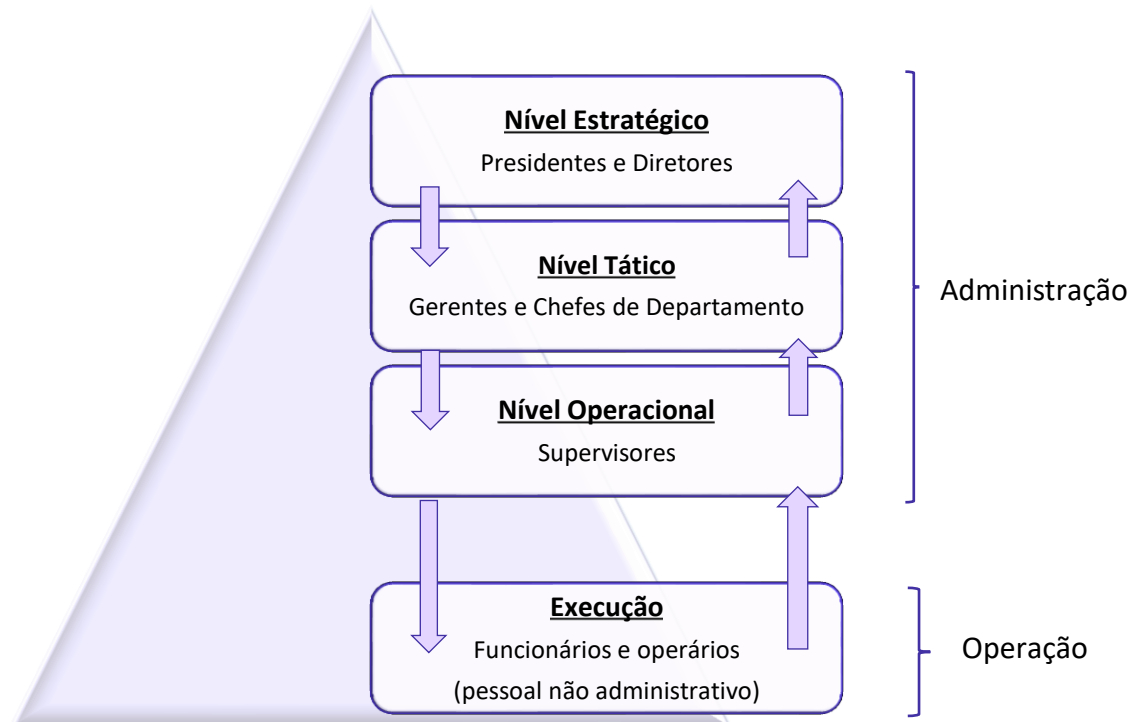 Nível Estratégico
Presidentes e Diretores
Nível Tático
Gerentes e Chefes de Departamento
Administração
Nível Operacional
Supervisores
Execução
Funcionários e operários
(pessoal não administrativo)
Operação